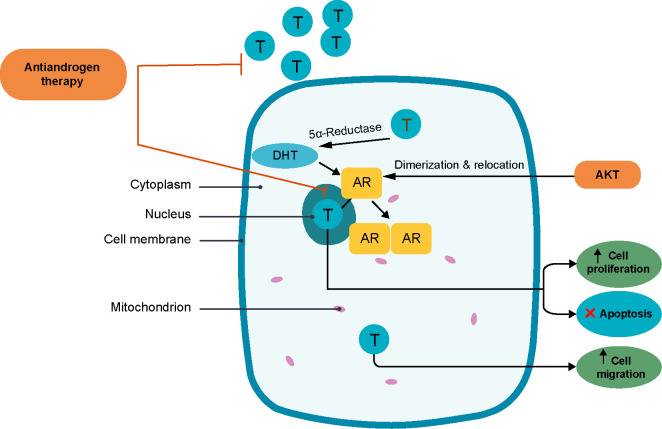 T
T
T
T
T
Antiandrogen
therapy
5α-Reductase
T
DHT
Dimerization & relocation
AR
AKT
Cytoplasm
Nucleus
T
Cell membrane
AR
AR
Cell
proliferation
Mitochondrion
Apoptosis
T
Cell
migration